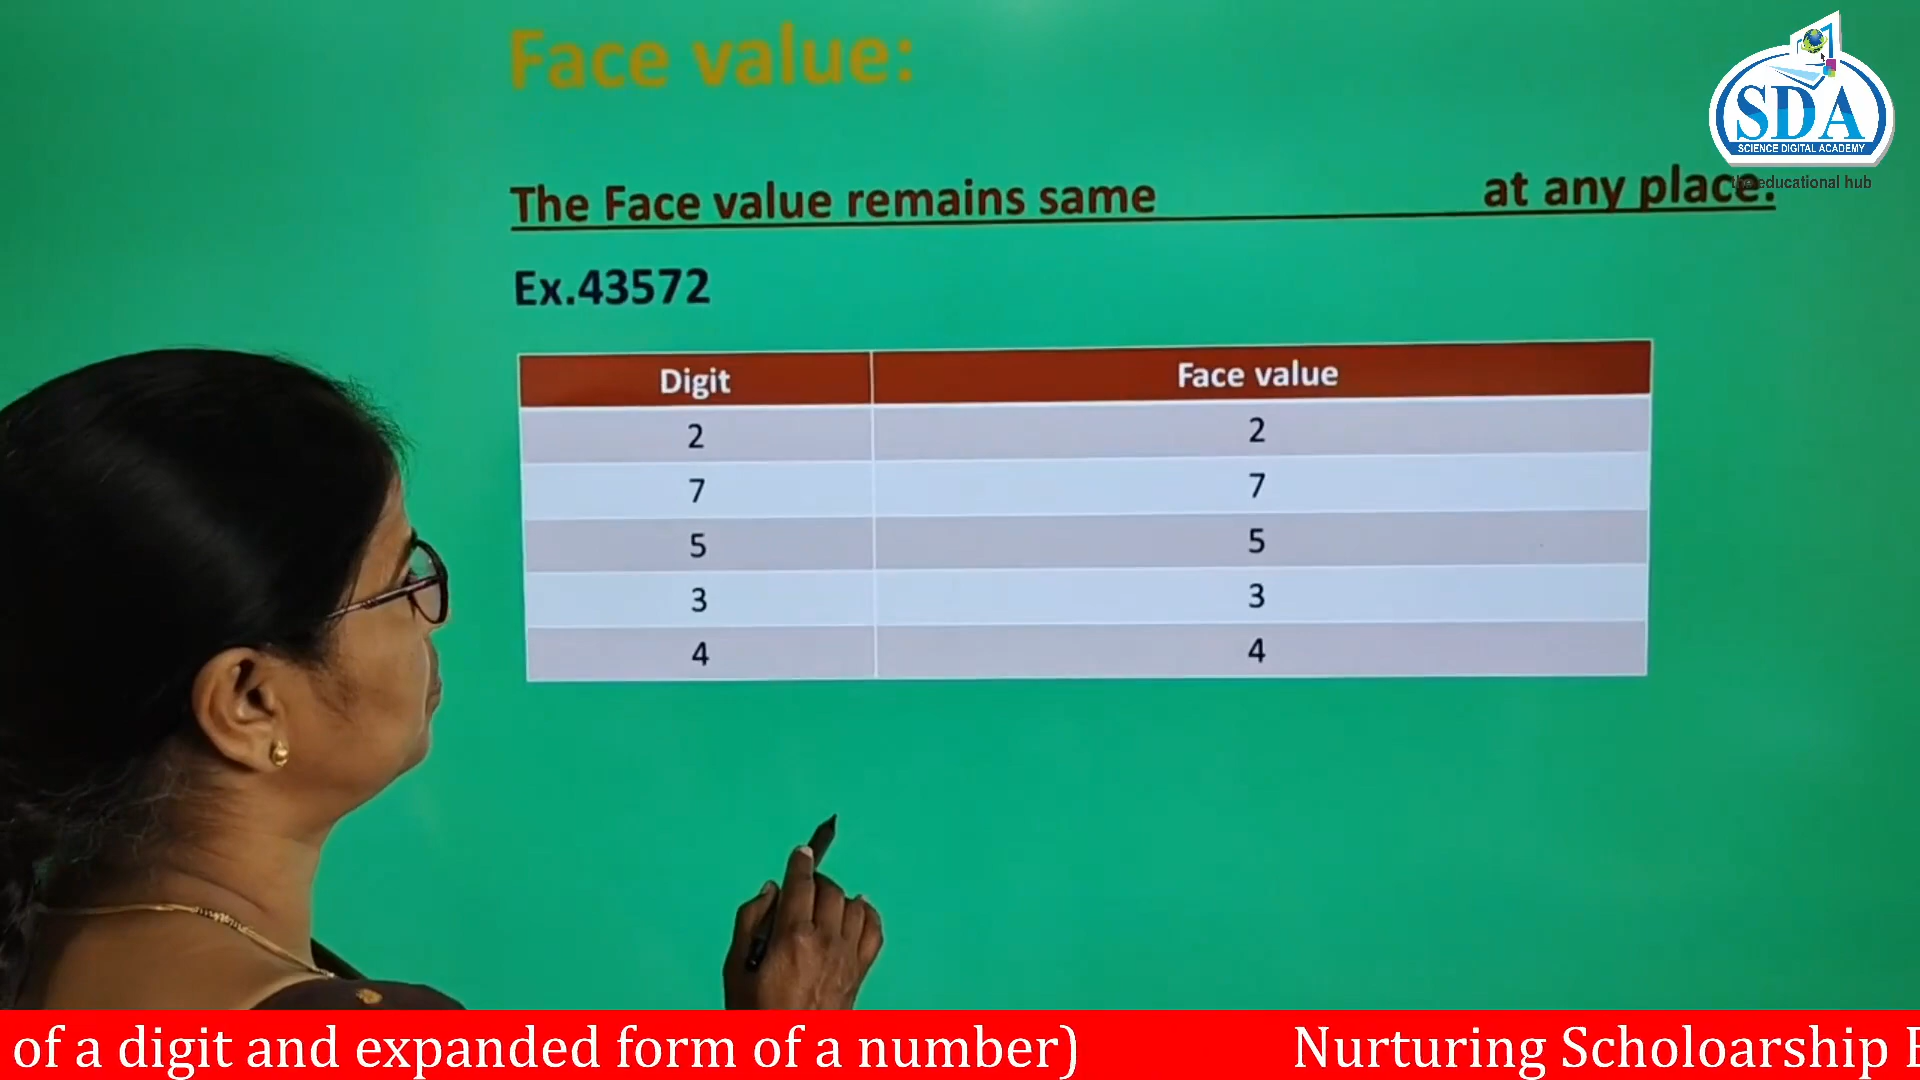 Face value:
SDA
SCIENCE DIGITAL ACADEMY
the educational hub
The Face value remains same at any place.
Ex.43572
Digit Face value
2 2
7 7
5 5
3 3
4 4
of a digit and expanded form of a number) Nurturing Scholoarship